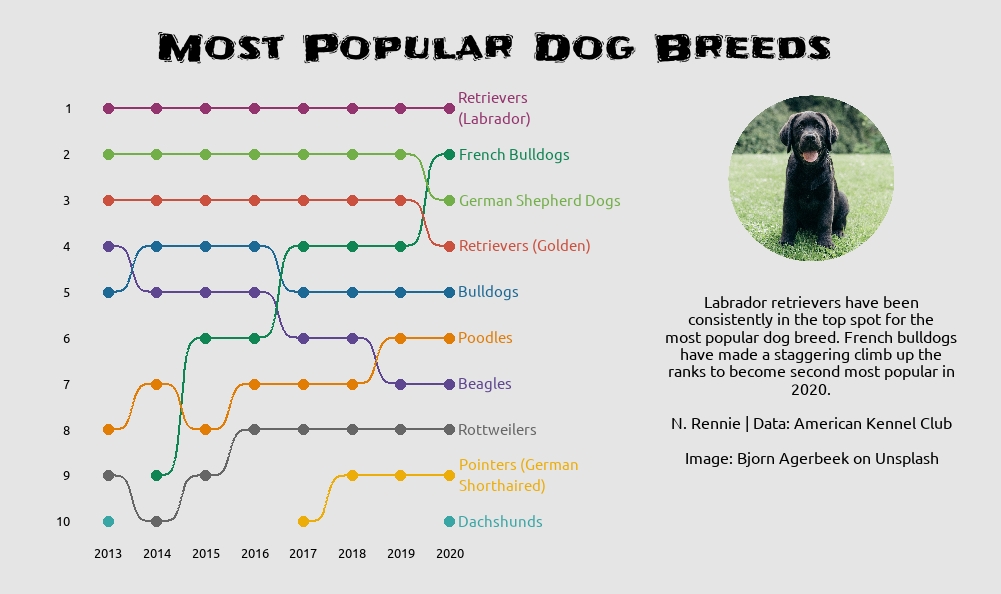 Most Popular Dog Breeds
1
Retrievers
(Labrador)
2
French Bulldogs
3
German Shepherd Dogs
4
Retrievers (Golden)
5
Bulldogs
6
Poodles
7
Beagles
8
Rottweilers
9
Pointers (German
Shorthaired)
10
Dachshunds
2013 2014 2015 2016 2017 2018 2019 2020
Labrador retrievers have been
consistently in the top spot for the
most popular dog breed. French bulldogs
have made a staggering climb up the
ranks to become second most popular in
2020.
N. Rennie | Data: American Kennel Club
Image: Bjorn Agerbeek on Unsplash